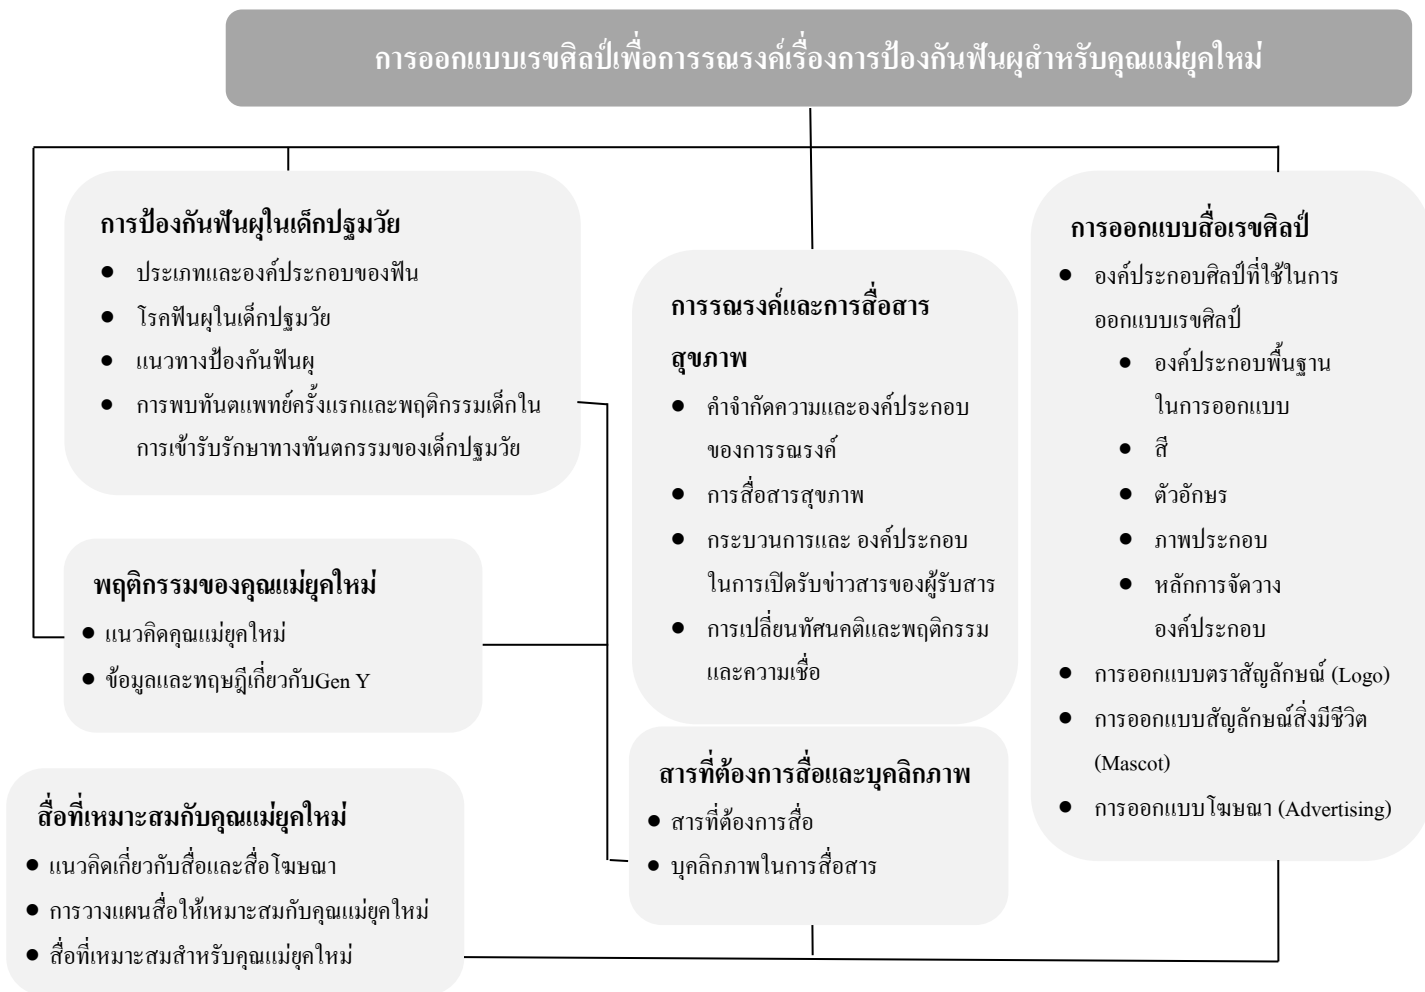 การออกแบบเรขศิลป์เพื่อการรณรงค์เรื่องการป้องกันฟันผุสำหรับคุณแม่ยุคใหม่
การป้องกันฟันผุในเด็กปฐมวัย
● ประเภทและองค์ประกอบของฟัน
● โรคฟันผุในเด็กปฐมวัย
● แนวทางป้องกันฟันผุ
● การพบทันตแพทย์ครั้งแรกและพฤติกรรมเด็กใน
การเข้ารับรักษาทางทันตกรรมของเด็กปฐมวัย
พฤติกรรมของคุณแม่ยุคใหม่
● แนวคิดคุณแม่ยุคใหม่
● ข้อมูลและทฤษฎีเกี่ยวกับGen Y
สื่อที่เหมาะสมกับคุณแม่ยุคใหม่
● แนวคิดเกี่ยวกับสื่อและสื่อโฆษณา
● การวางแผนสื่อให้เหมาะสมกับคุณแม่ยุคใหม่
● สื่อที่เหมาะสมสำหรับคุณแม่ยุคใหม่
การรณรงค์และการสื่อสาร
สุขภาพ
● คำจำกัดความและองค์ประกอบ
ของการรณรงค์
● การสื่อสารสุขภาพ
● กระบวนการและ องค์ประกอบ
ในการเปิดรับข่าวสารของผู้รับสาร
● การเปลี่ยนทัศนคติและพฤติกรรม
และความเชื่อ
สารที่ต้องการสื่อและบุคลิกภาพ
● สารที่ต้องการสื่อ
● บุคลิกภาพในการสื่อสาร
การออกแบบสื่อเรขศิลป์
● องค์ประกอบศิลป์ที่ใช้ในการ
ออกแบบเรขศิลป์
● องค์ประกอบพื้นฐาน
ในการออกแบบ
● สี
● ตัวอักษร
● ภาพประกอบ
● หลักการจัดวาง
องค์ประกอบ
● การออกแบบตราสัญลักษณ์ (Logo)
● การออกแบบสัญลักษณ์สิ่งมีชีวิต
(Mascot)
● การออกแบบโฆษณา (Advertising)